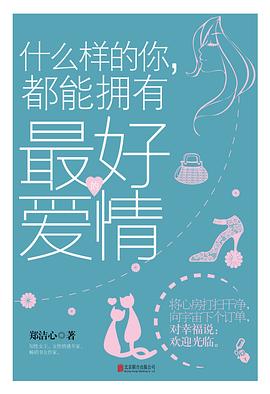 什么样的你，
都能拥有
最好
的
爱情
将心房打扫干净，
向宇宙下个订单，
对幸福说：
欢迎光临。
郑洁心●著
北京联合出版公司